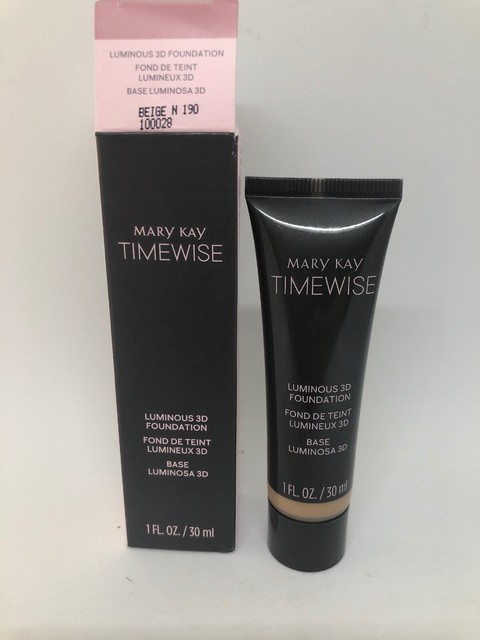 LUMINOUS 3D FOUNDATION
FOND DE TEINT
LUMINEUX 3D
BASE LUMINOSA 3D
BEIGE N 190
100028
MARY KAY
TIMEWISE
LUMINOUS 3D
FOUNDATION
FOND DE TEINT
LUMINEUX 3D
BASE
LUMINOSA 3D
1 FL. OZ. / 30 ml
MARY KAY
TIMEWISE
LUMINOUS 3D
FOUNDATION
FOND DE TEINT
LUMINEUX 3D
BASE
LUMINOSA 3D
1 FL. OZ. / 30 ml